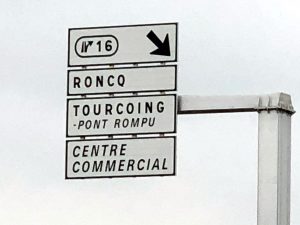 16
RONCQ
TOURCOING
-PONT ROMPU
CENTRE
COMMERCIAL